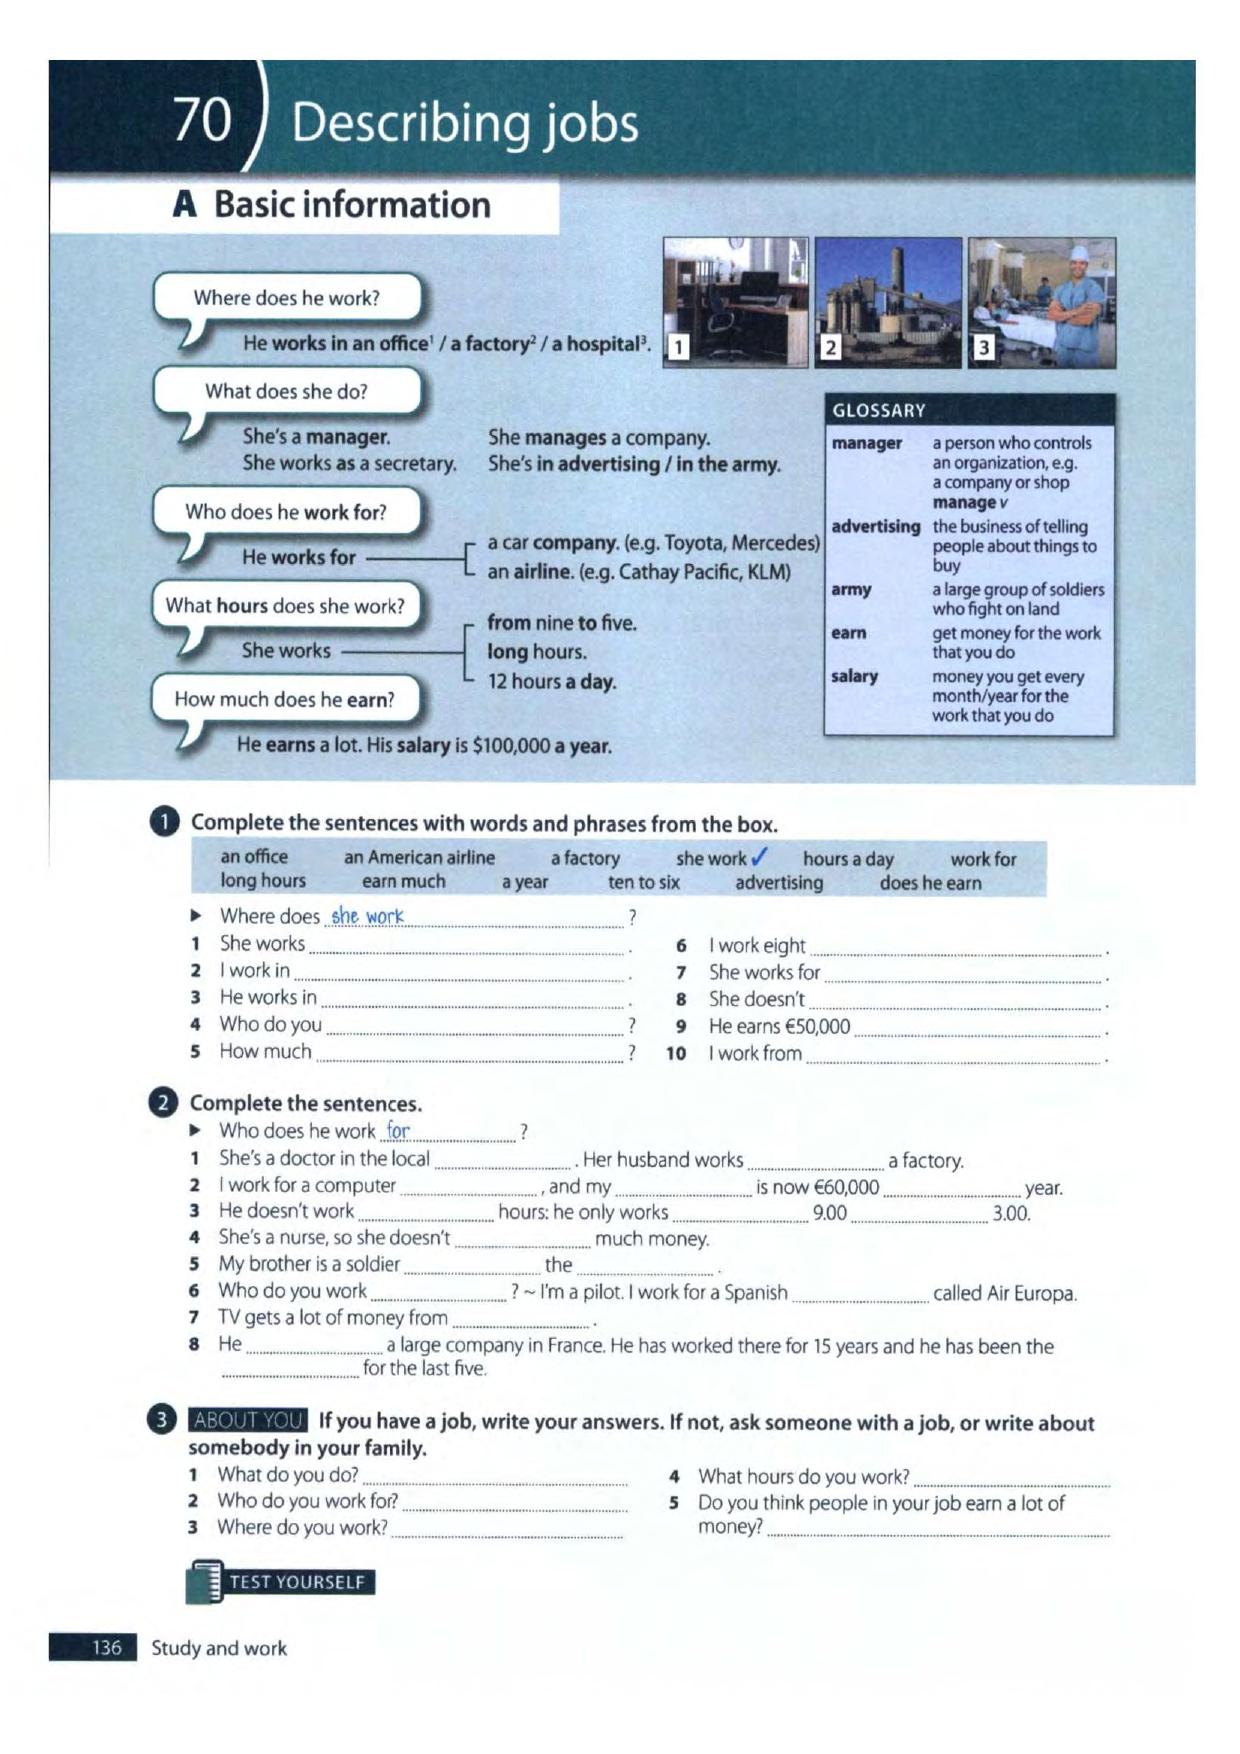 70 Describing jobs
A Basic information
Where does he work?
He works in an office¹ / a factory² / a hospital³.
1 2 3
What does she do?
She's a manager. She manages a company.
She works as a secretary. She's in advertising / in the army.
Who does he work for?
He works for a car company. (e.g. Toyota, Mercedes)
an airline. (e.g. Cathay Pacific, KLM)
What hours does she work?
She works from nine to five.
long hours.
12 hours a day.
How much does he earn?
He earns a lot. His salary is $100,000 a year.
GLOSSARY
manager a person who controls
an organization, e.g.
a company or shop
manage v
advertising the business of telling
people about things to
buy
army a large group of soldiers
who fight on land
earn get money for the work
that you do
salary money you get every
month/year for the
work that you do
1 Complete the sentences with words and phrases from the box.
an office an American airline a factory she work ✓ hours a day work for
long hours earn much a year ten to six advertising does he earn
► Where does she work ?
1 She works .
2 I work in .
3 He works in .
4 Who do you ?
5 How much ?
6 I work eight .
7 She works for .
8 She doesn't .
9 He earns €50,000 .
10 I work from .
2 Complete the sentences.
► Who does he work for ?
1 She's a doctor in the local . Her husband works a factory.
2 I work for a computer , and my is now €60,000 year.
3 He doesn't work hours: he only works 9.00 3.00.
4 She's a nurse, so she doesn't much money.
5 My brother is a soldier the .
6 Who do you work ? ~ I'm a pilot. I work for a Spanish called Air Europa.
7 TV gets a lot of money from .
8 He a large company in France. He has worked there for 15 years and he has been the
for the last five.
3 ABOUT YOU If you have a job, write your answers. If not, ask someone with a job, or write about
somebody in your family.
1 What do you do?
2 Who do you work for?
3 Where do you work?
4 What hours do you work?
5 Do you think people in your job earn a lot of
money?
TEST YOURSELF
136 Study and work